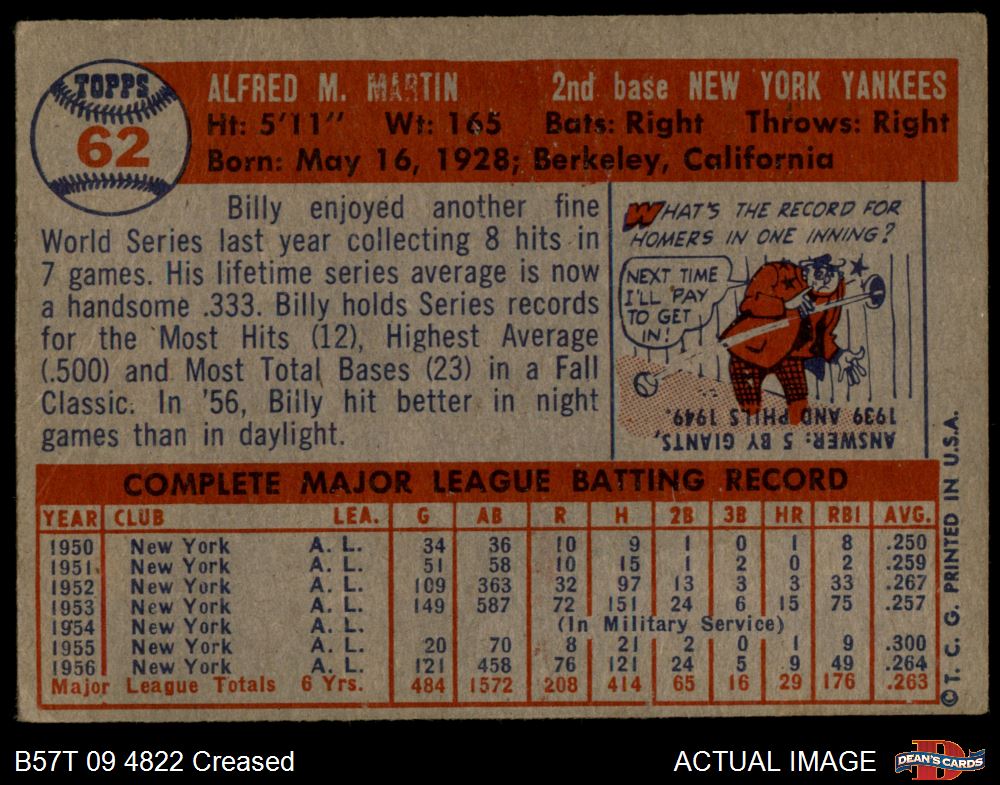 TOPPS
62
ALFRED M. MARTIN 2nd base NEW YORK YANKEES
Ht: 5'11" Wt: 165 Bats: Right Throws: Right
Born: May 16, 1928; Berkeley, California
Billy enjoyed another fine
World Series last year collecting 8 hits in
7 games. His lifetime series average is now
a handsome .333. Billy holds Series records
for the Most Hits (12), Highest Average
(.500) and Most Total Bases (23) in a Fall
Classic. In '56, Billy hit better in night
games than in daylight.
WHAT'S THE RECORD FOR
HOMERS IN ONE INNING?
NEXT TIME
I'LL PAY
TO GET
IN!
ANSWER: 5 BY GIANTS,
1939 AND PHILS 1949.
COMPLETE MAJOR LEAGUE BATTING RECORD
YEAR CLUB LEA. G AB R H 2B 3B HR RBI AVG.
1950 New York A. L. 34 36 10 9 1 0 1 8 .250
1951 New York A. L. 51 58 10 15 1 2 0 2 .259
1952 New York A. L. 109 363 32 97 13 3 3 33 .267
1953 New York A. L. 149 587 72 151 24 6 15 75 .257
1954 New York A. L. (In Military Service)
1955 New York A. L. 20 70 8 21 2 0 1 9 .300
1956 New York A. L. 121 458 76 121 24 5 9 49 .264
Major League Totals 6 Yrs. 484 1572 208 414 65 16 29 176 .263
© T. C. G. PRINTED IN U.S.A.
B57T 09 4822 Creased
ACTUAL IMAGE
D
DEAN'S CARDS